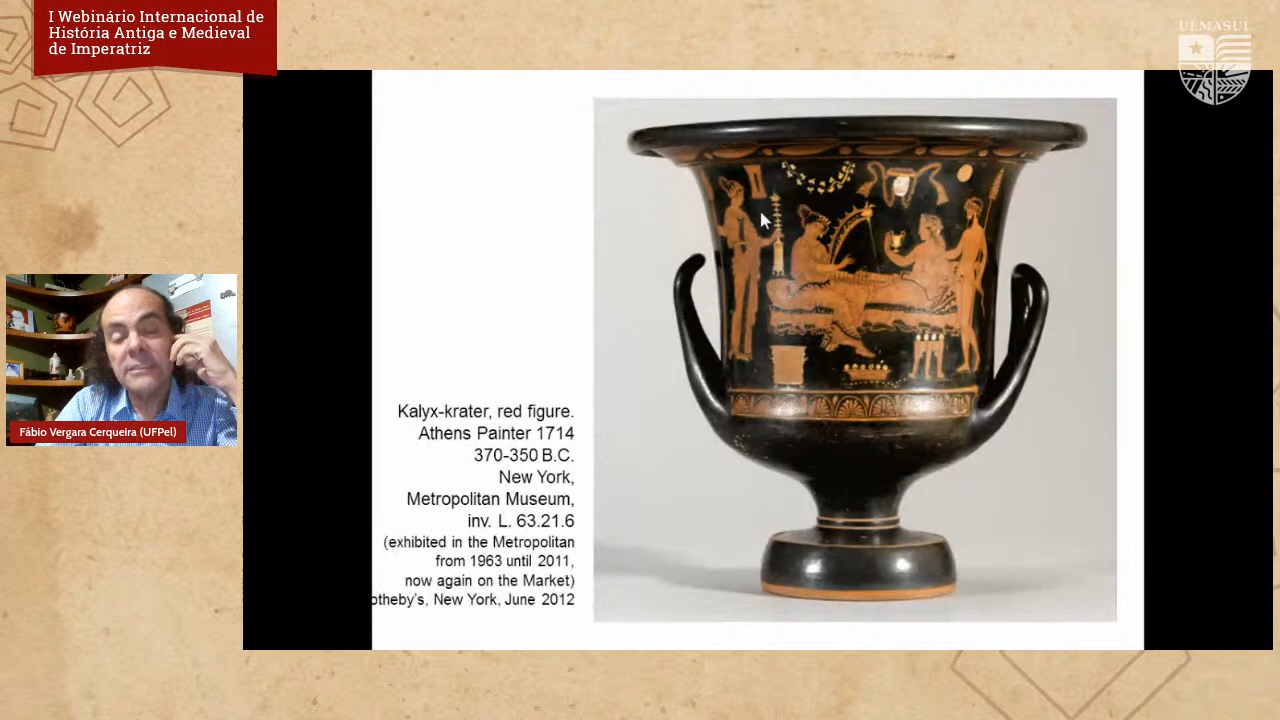 I Webinário Internacional de
História Antiga e Medieval
de Imperatriz
UEMASUL
Fábio Vergara Cerqueira (UFPel)
Kalyx-krater, red figure.
Athens Painter 1714
370-350 B.C.
New York,
Metropolitan Museum,
inv. L. 63.21.6
(exhibited in the Metropolitan
from 1963 until 2011,
now again on the Market)
otheby's, New York, June 2012